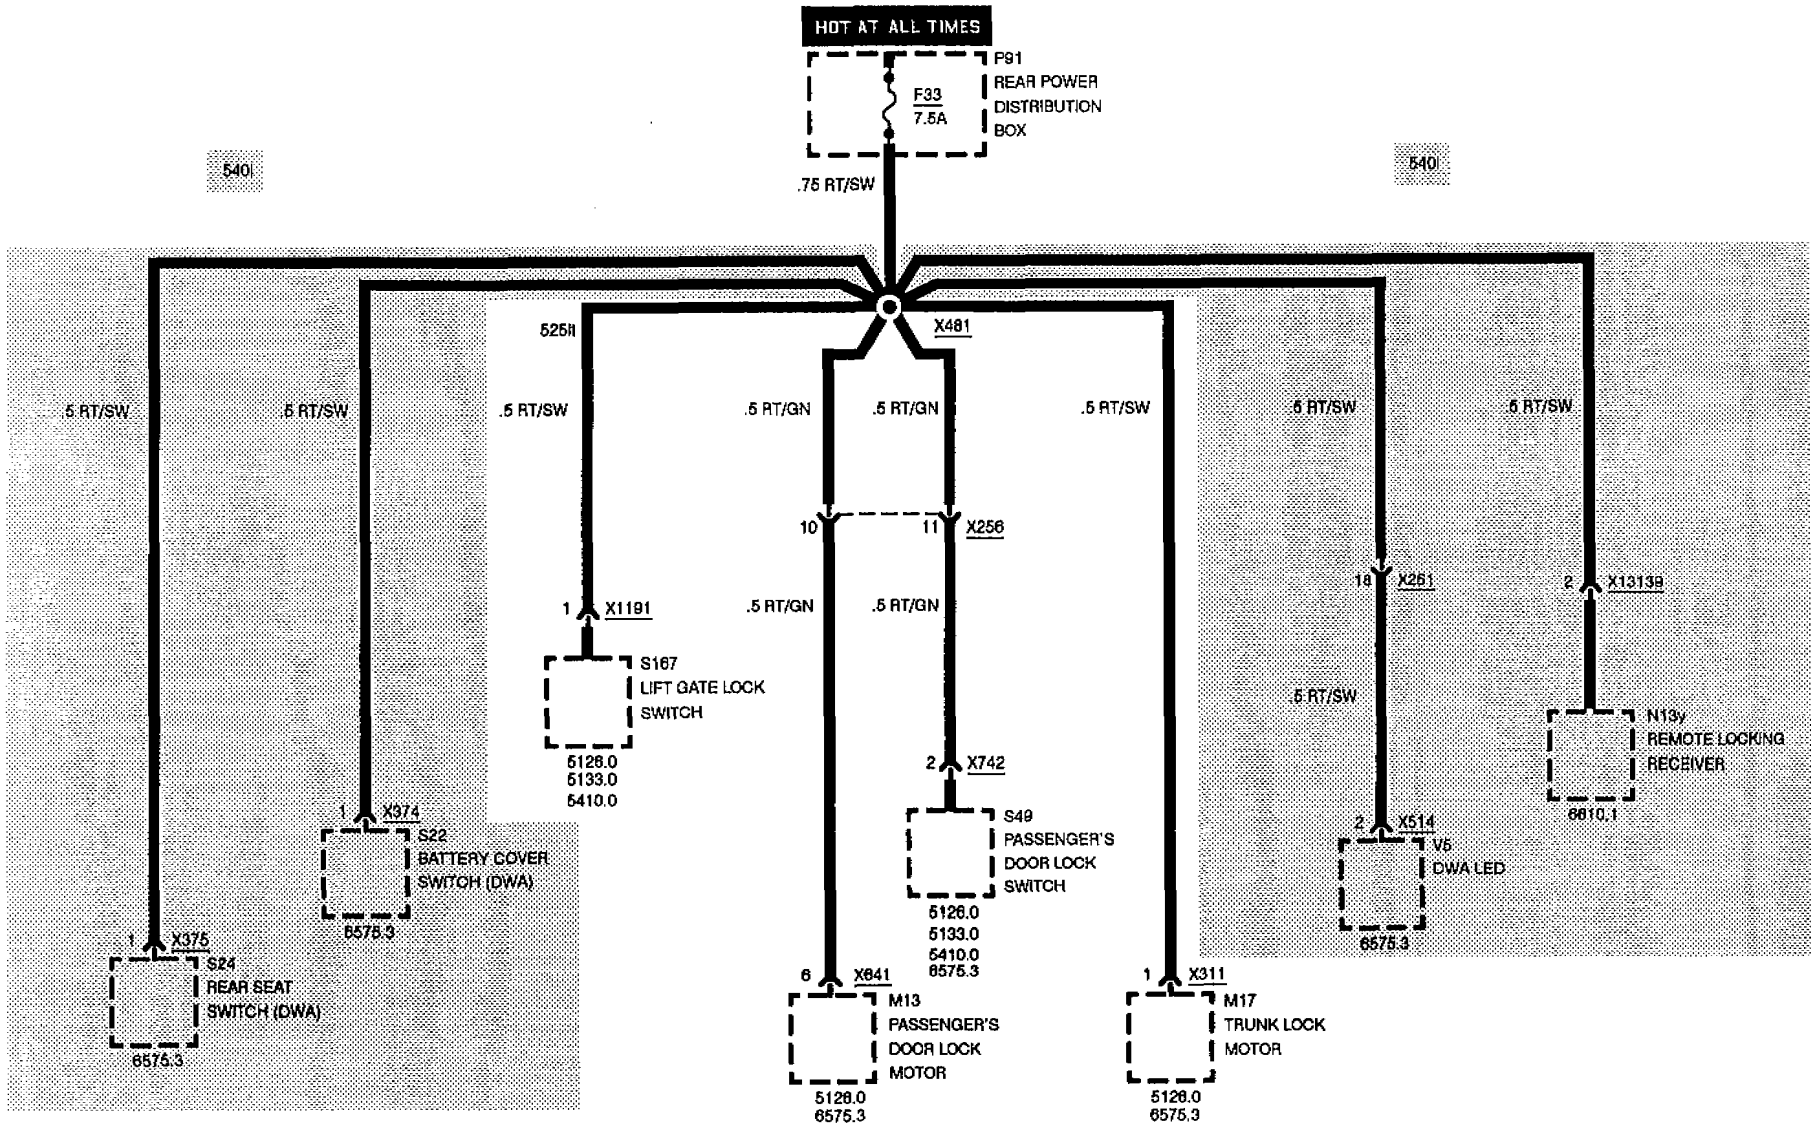 HOT AT ALL TIMES
P91
REAR POWER
DISTRIBUTION
BOX
F33
7.5A
540i
540i
.75 RT/SW
X481
525it
.5 RT/SW
.5 RT/SW
.5 RT/SW
.5 RT/GN
.5 RT/GN
.5 RT/SW
.5 RT/SW
.5 RT/SW
10
11
X256
18
X261
2
X13139
1
X1191
.5 RT/GN
.5 RT/GN
S167
LIFT GATE LOCK
SWITCH
5126.0
5133.0
5410.0
.5 RT/SW
N13y
REMOTE LOCKING
RECEIVER
6610.1
2
X742
S49
PASSENGER'S
DOOR LOCK
SWITCH
5126.0
5133.0
5410.0
6575.3
1
X374
S22
BATTERY COVER
SWITCH (DWA)
6575.3
2
X514
V5
DWA LED
6575.3
1
X375
S24
REAR SEAT
SWITCH (DWA)
6575.3
6
X641
M13
PASSENGER'S
DOOR LOCK
MOTOR
5126.0
6575.3
1
X311
M17
TRUNK LOCK
MOTOR
5126.0
6575.3